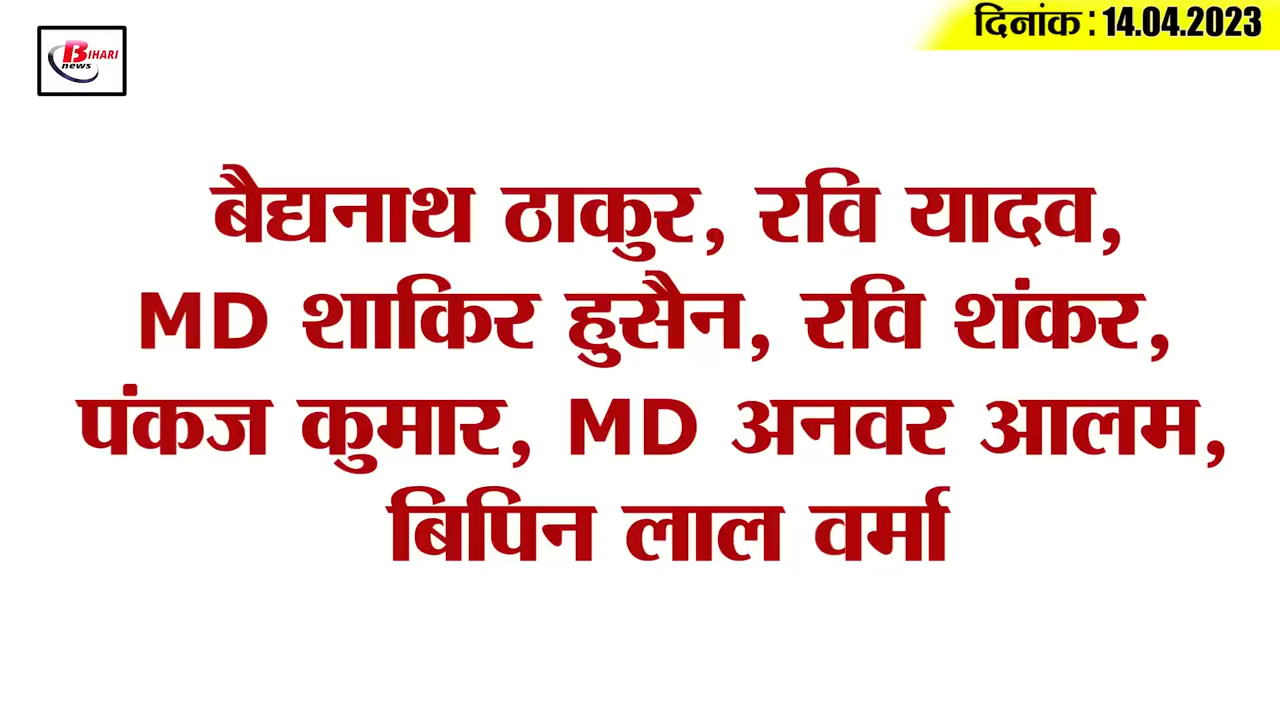 BIHARI
news
दिनांक : 14.04.2023
बैद्यनाथ ठाकुर, रवि यादव,
MD शाकिर हुसैन, रवि शंकर,
पंकज कुमार, MD अनवर आलम,
बिपिन लाल वर्मा